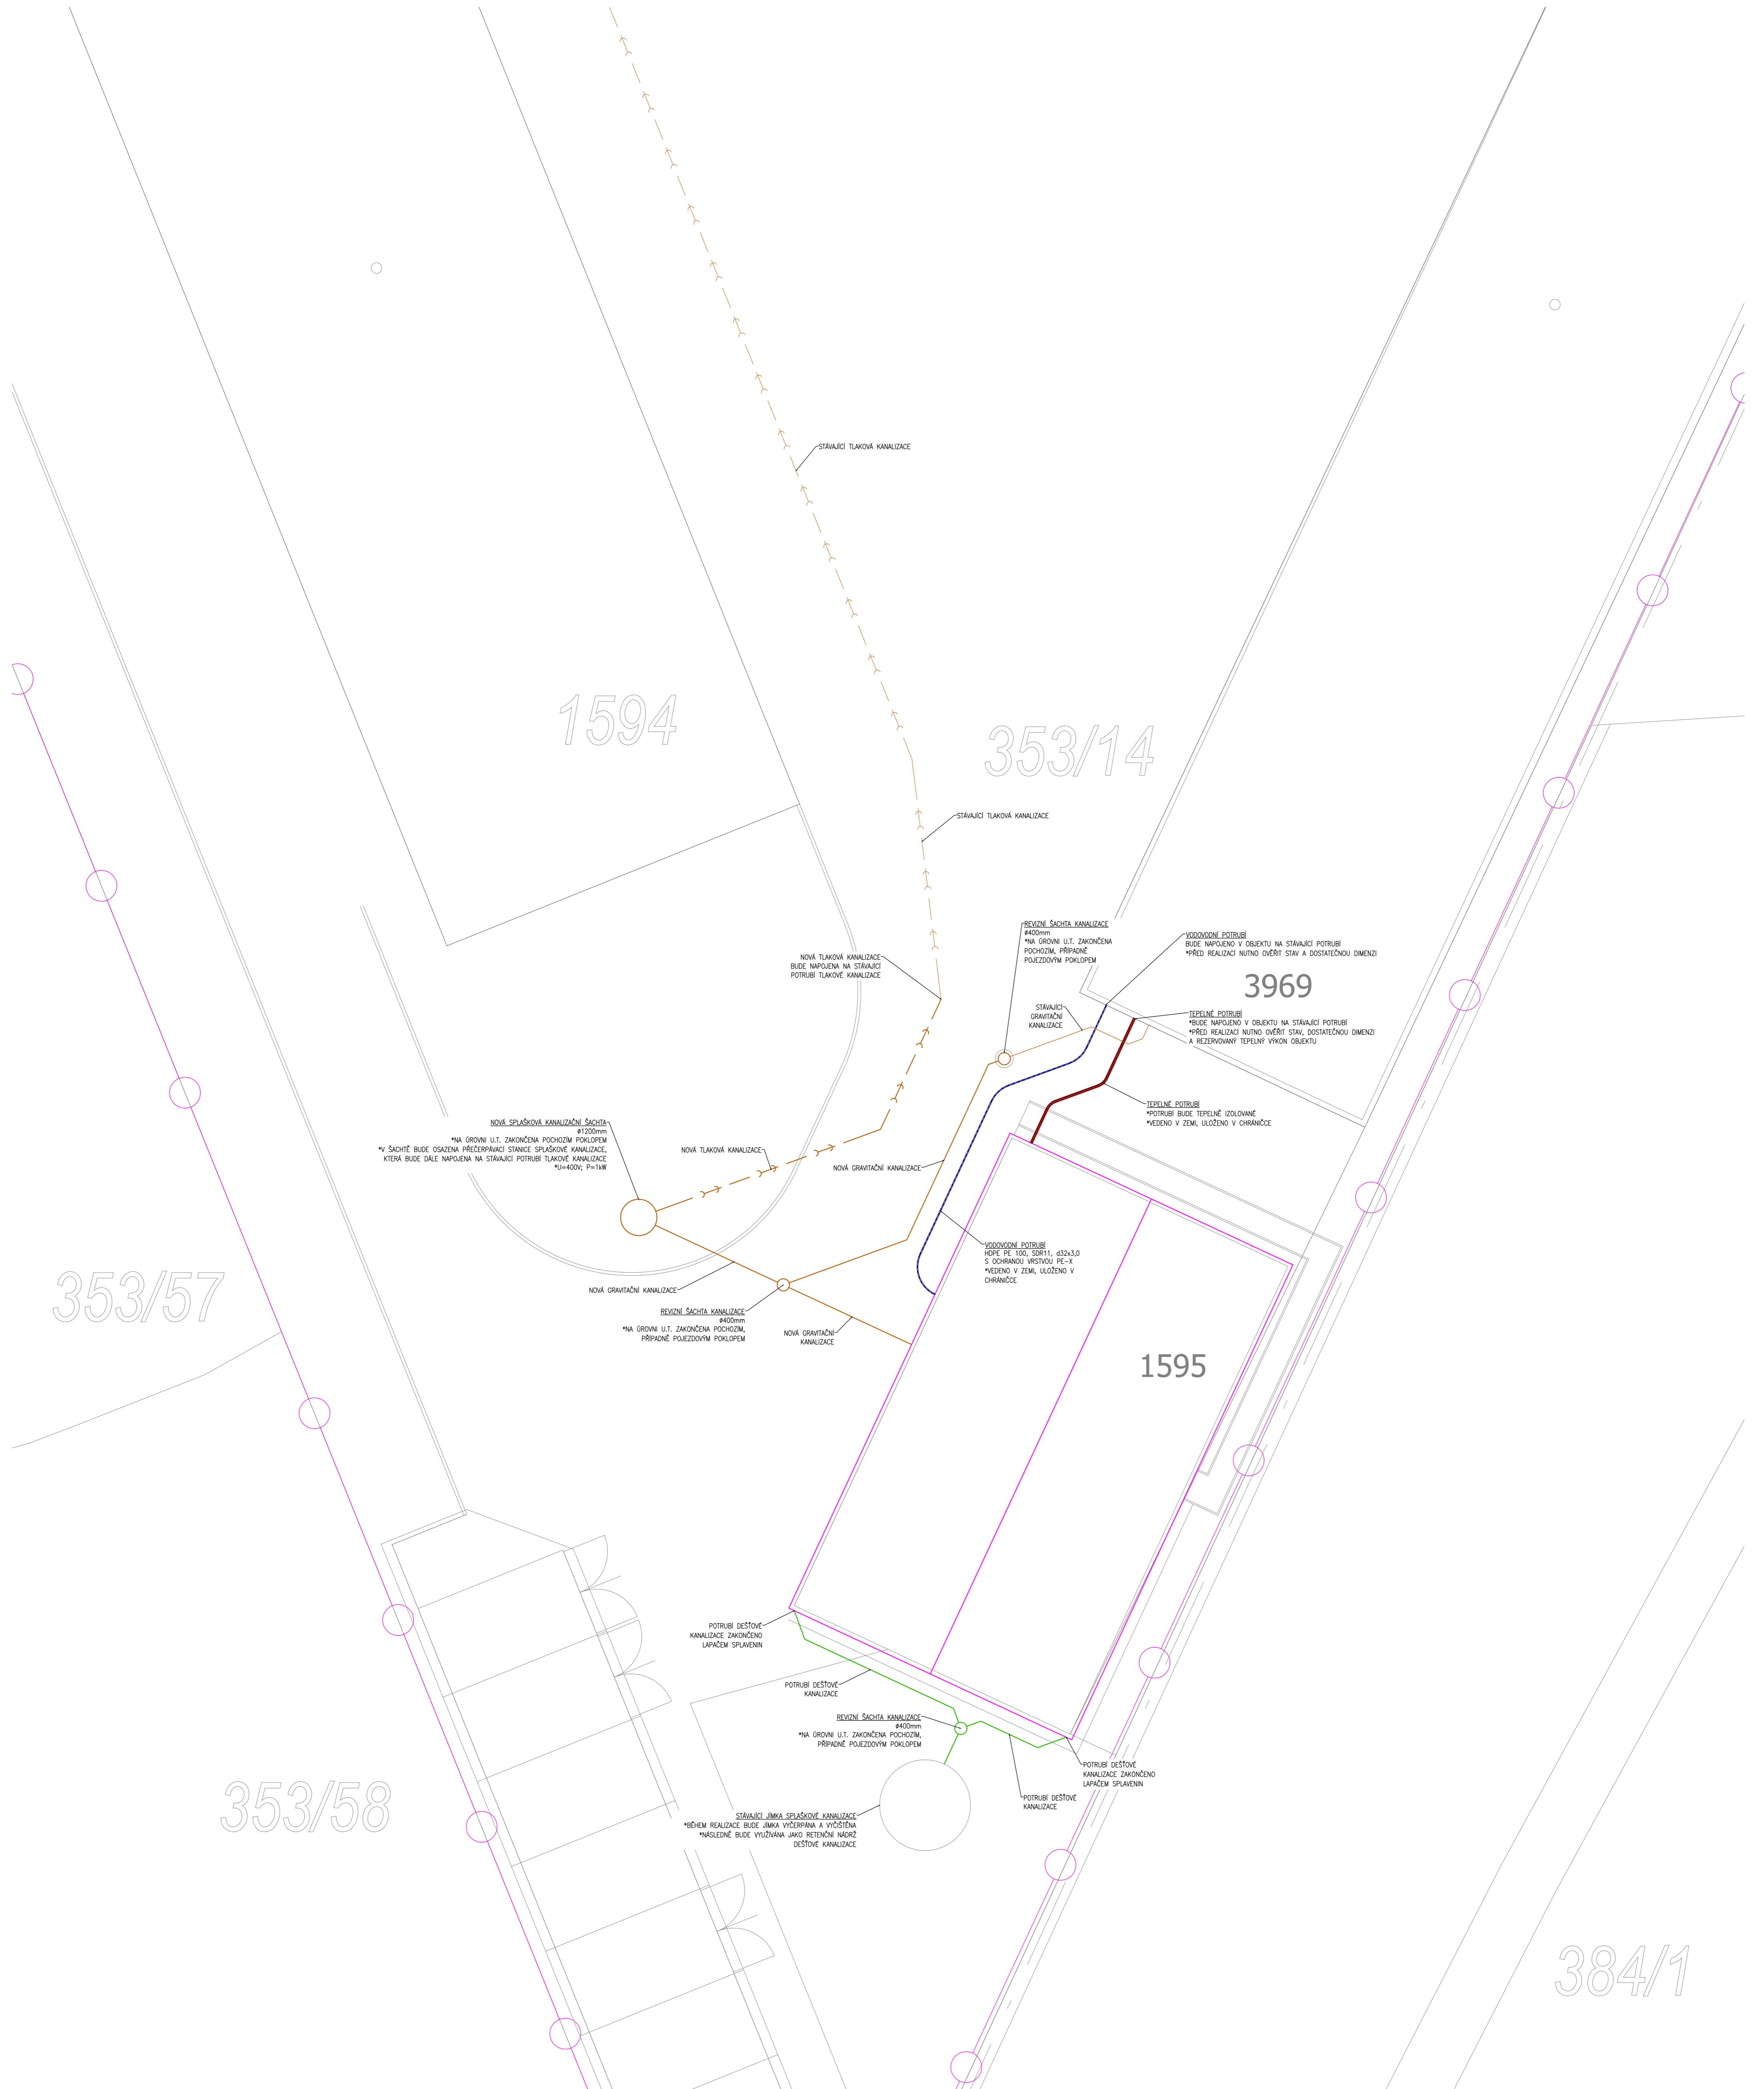 STÁVAJÍCÍ TLAKOVÁ KANALIZACE
1594
353/14
STÁVAJÍCÍ TLAKOVÁ KANALIZACE
REVIZNÍ ŠACHTA KANALIZACE
ø400mm
*NA ÚROVNI U.T. ZAKONČENA
POCHOZÍM, PŘÍPADNĚ
POJEZDOVÝM POKLOPEM
VODOVODNÍ POTRUBÍ
BUDE NAPOJENO V OBJEKTU NA STÁVAJÍCÍ POTRUBÍ
*PŘED REALIZACÍ NUTNO OVĚŘIT STAV A DOSTATEČNOU DIMENZI
NOVÁ TLAKOVÁ KANALIZACE
BUDE NAPOJENA NA STÁVAJÍCÍ
POTRUBÍ TLAKOVÉ KANALIZACE
3969
STÁVAJÍCÍ
GRAVITAČNÍ
KANALIZACE
TEPELNÉ POTRUBÍ
*BUDE NAPOJENO V OBJEKTU NA STÁVAJÍCÍ POTRUBÍ
*PŘED REALIZACÍ NUTNO OVĚŘIT STAV, DOSTATEČNOU DIMENZI
A REZERVOVANÝ TEPELNÝ VÝKON OBJEKTU
TEPELNÉ POTRUBÍ
*POTRUBÍ BUDE TEPELNĚ IZOLOVANÉ
*VEDENO V ZEMI, ULOŽENO V CHRÁNIČCE
NOVÁ SPLAŠKOVÁ KANALIZAČNÍ ŠACHTA
ø1200mm
*NA ÚROVNI U.T. ZAKONČENA POCHOZÍM POKLOPEM
*V ŠACHTĚ BUDE OSAZENA PŘEČERPÁVACÍ STANICE SPLAŠKOVÉ KANALIZACE,
KTERÁ BUDE DÁLE NAPOJENA NA STÁVAJÍCÍ POTRUBÍ TLAKOVÉ KANALIZACE
*U=400V; P=1kW
NOVÁ TLAKOVÁ KANALIZACE
NOVÁ GRAVITAČNÍ KANALIZACE
VODOVODNÍ POTRUBÍ
HDPE PE 100, SDR11, d32x3,0
S OCHRANOU VRSTVOU PE-X
*VEDENO V ZEMI, ULOŽENO V
CHRÁNIČCE
353/57
NOVÁ GRAVITAČNÍ KANALIZACE
REVIZNÍ ŠACHTA KANALIZACE
ø400mm
*NA ÚROVNI U.T. ZAKONČENA POCHOZÍM,
PŘÍPADNĚ POJEZDOVÝM POKLOPEM
NOVÁ GRAVITAČNÍ
KANALIZACE
1595
POTRUBÍ DEŠŤOVÉ
KANALIZACE ZAKONČENO
LAPAČEM SPLAVENIN
POTRUBÍ DEŠŤOVÉ
KANALIZACE
REVIZNÍ ŠACHTA KANALIZACE
ø400mm
*NA ÚROVNI U.T. ZAKONČENA POCHOZÍM,
PŘÍPADNĚ POJEZDOVÝM POKLOPEM
POTRUBÍ DEŠŤOVÉ
KANALIZACE ZAKONČENO
LAPAČEM SPLAVENIN
POTRUBÍ DEŠŤOVÉ
KANALIZACE
353/58
STÁVAJÍCÍ JÍMKA SPLAŠKOVÉ KANALIZACE
*BĚHEM REALIZACE BUDE JÍMKA VYČERPÁNA A VYČIŠTĚNA
*NÁSLEDNĚ BUDE VYUŽÍVÁNA JAKO RETENČNÍ NÁDRŽ
DEŠŤOVÉ KANALIZACE
384/1